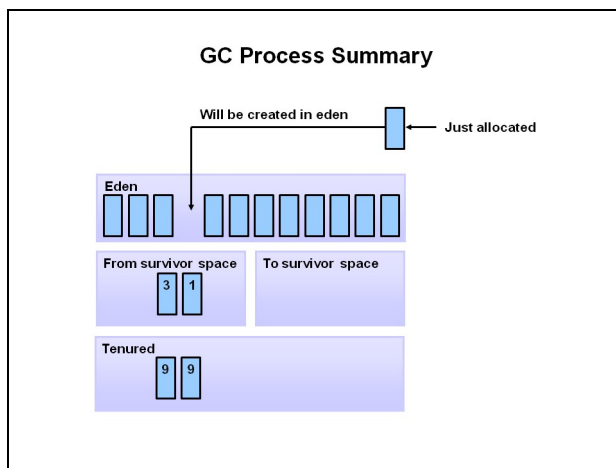 GC Process Summary
Will be created in eden
Just allocated
Eden
From survivor space
To survivor space
3 1
Tenured
9 9